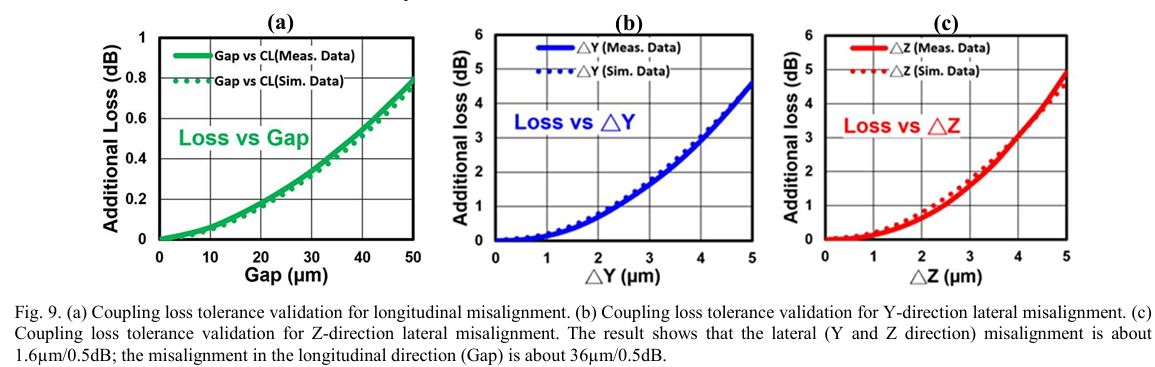 (a)
Additional Loss (dB)
1
0.8
0.6
0.4
0.2
0
Gap vs CL(Meas. Data)
Gap vs CL(Sim. Data)
Loss vs Gap
0 10 20 30 40 50
Gap (µm)
(b)
Additional loss (dB)
6
5
4
3
2
1
0
△Y (Meas. Data)
△Y (Sim. Data)
Loss vs △Y
0 1 2 3 4 5
△Y (µm)
(c)
Additional loss (dB)
6
5
4
3
2
1
0
△Z (Meas. Data)
△Z (Sim. Data)
Loss vs △Z
0 1 2 3 4 5
△Z (µm)
Fig. 9. (a) Coupling loss tolerance validation for longitudinal misalignment. (b) Coupling loss tolerance validation for Y-direction lateral misalignment. (c)
Coupling loss tolerance validation for Z-direction lateral misalignment. The result shows that the lateral (Y and Z direction) misalignment is about
1.6µm/0.5dB; the misalignment in the longitudinal direction (Gap) is about 36µm/0.5dB.